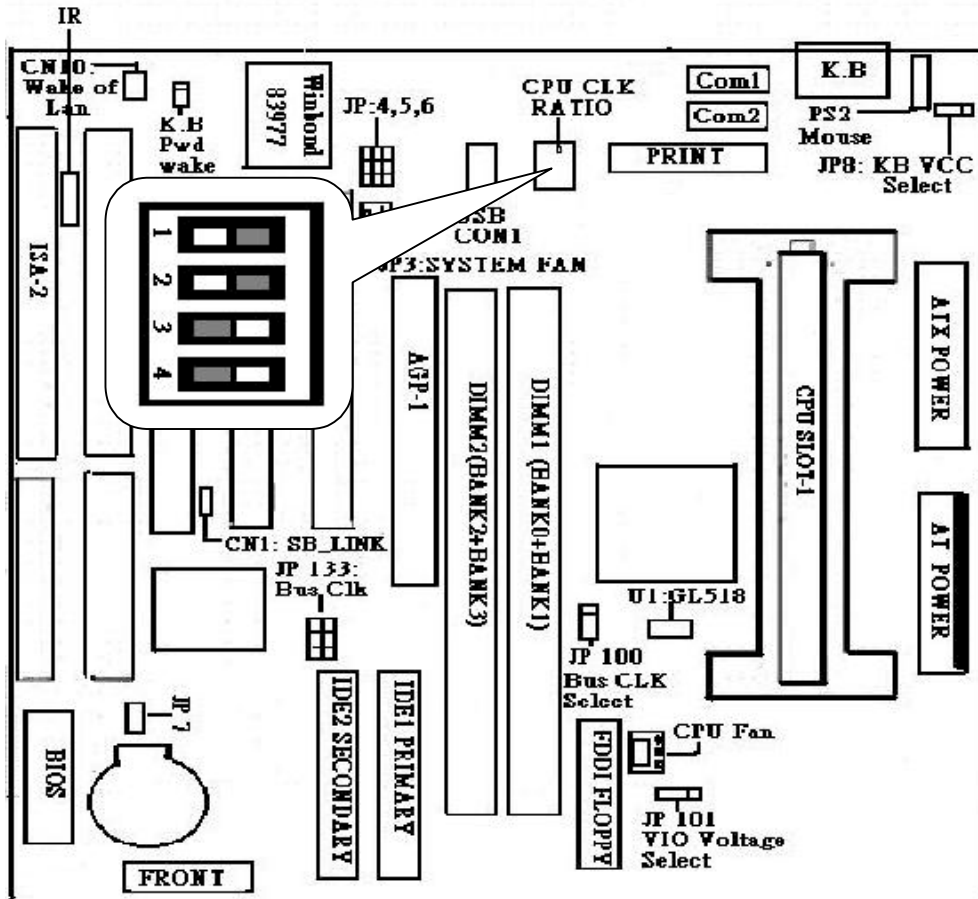 IR
CN10:
Wake of
Lan
K.B
Pwd
wake
Winbond
83977
JP:4,5,6
CPU CLK
RATIO
Com1
Com2
K.B
PS2
Mouse
PRINT
JP8: KB VCC
Select
ISA-2
1
2
3
4
CON1
JP3:SYSTEM FAN
AGP-1
DIMM2(BANK2+BANK3)
DIMM1 (BANK0+BANK1)
CPU SLOT-1
ATX POWER
AT POWER
CN1: SB_LINK
JP 133:
Bus Clk
U1:GL518
JP 100
Bus CLK
Select
JP 7
BIOS
IDE2 SECONDARY
IDE1 PRIMARY
FDD1 FLOPPY
CPU Fan
JP 101
VIO Voltage
Select
FRONT